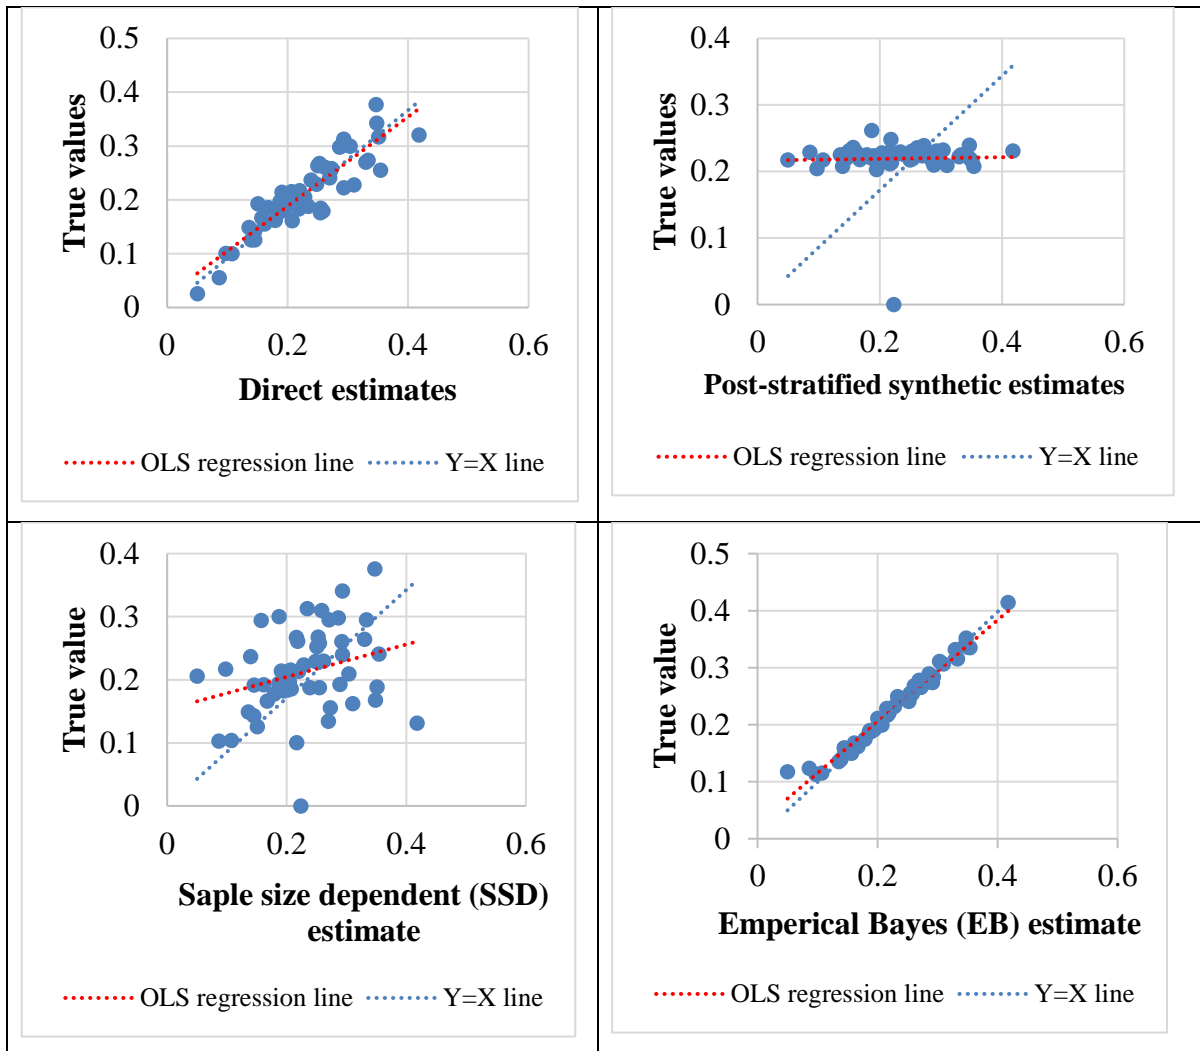 0.5
0.4
0.3
0.2
0.1
0
0 0.2 0.4 0.6
True values
Direct estimates
OLS regression line Y=X line
0.4
0.3
0.2
0.1
0
0 0.2 0.4 0.6
True values
Post-stratified synthetic estimates
OLS regression line Y=X line
0.4
0.3
0.2
0.1
0
0 0.2 0.4 0.6
True value
Saple size dependent (SSD)
estimate
OLS regression line Y=X line
0.5
0.4
0.3
0.2
0.1
0
0 0.2 0.4 0.6
True value
Emperical Bayes (EB) estimate
OLS regression line Y=X line